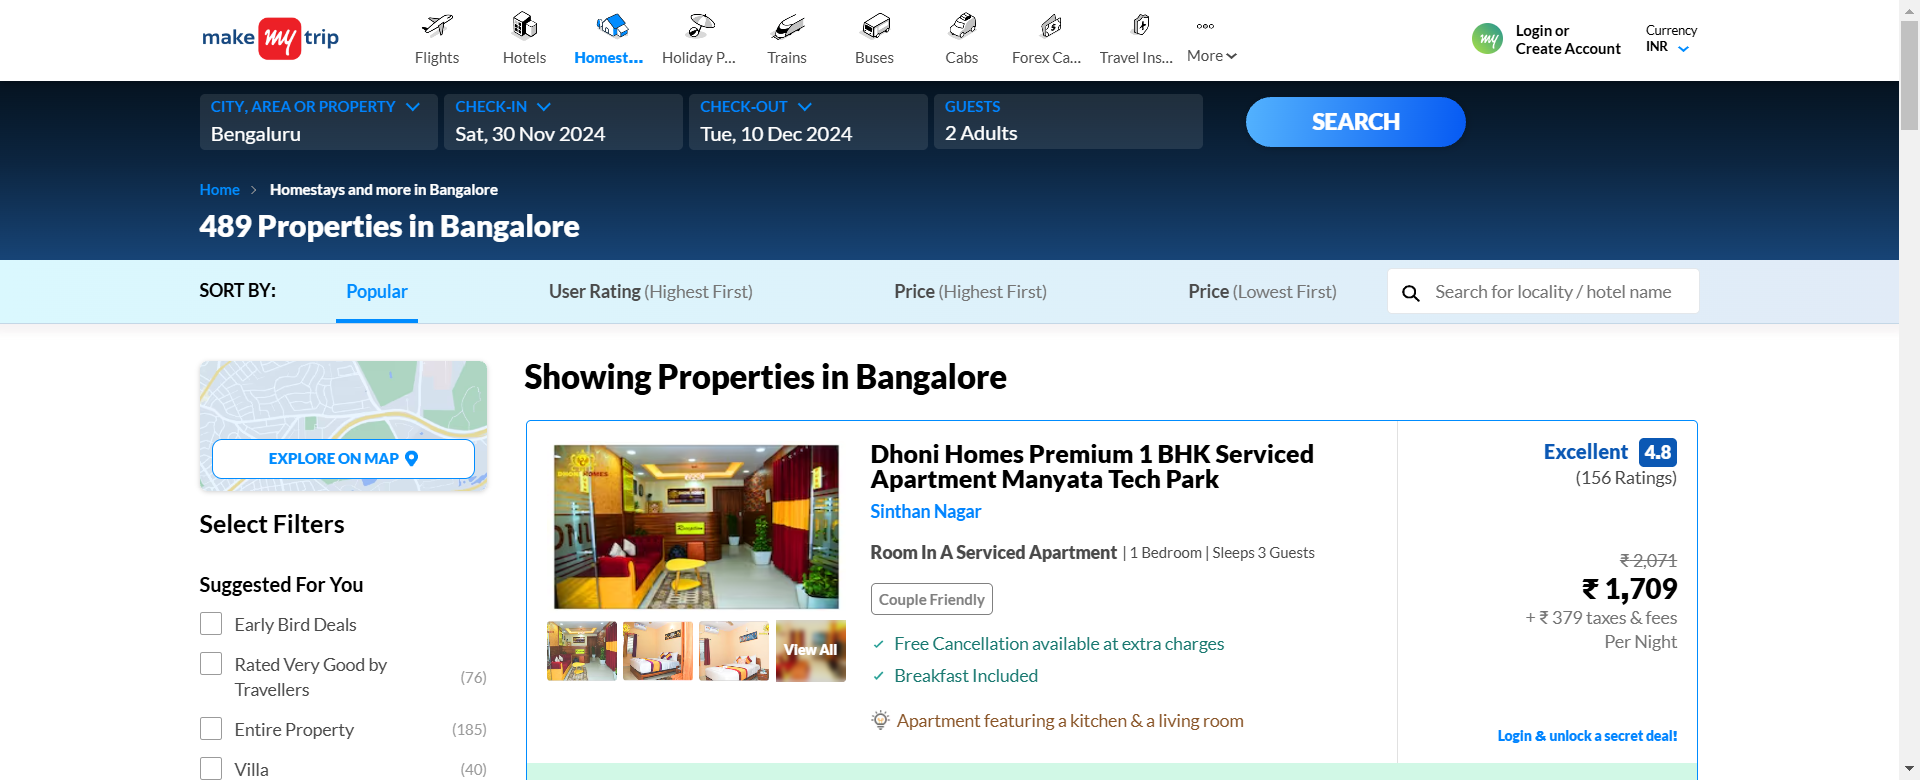 make my trip
Flights
Hotels
Homest...
Holiday P...
Trains
Buses
Cabs
Forex Ca...
Travel Ins...
More
my
Login or
Create Account
Currency
INR
CITY, AREA OR PROPERTY
Bengaluru
CHECK-IN
Sat, 30 Nov 2024
CHECK-OUT
Tue, 10 Dec 2024
GUESTS
2 Adults
SEARCH
Home > Homestays and more in Bangalore
489 Properties in Bangalore
SORT BY:
Popular
User Rating (Highest First)
Price (Highest First)
Price (Lowest First)
Search for locality / hotel name
EXPLORE ON MAP
Select Filters
Suggested For You
Early Bird Deals
Rated Very Good by
Travellers
(76)
Entire Property
(185)
Villa
(40)
Showing Properties in Bangalore
DHONI HOMES
Reception
View All
Dhoni Homes Premium 1 BHK Serviced
Apartment Manyata Tech Park
Sinthan Nagar
Room In A Serviced Apartment | 1 Bedroom | Sleeps 3 Guests
Couple Friendly
Free Cancellation available at extra charges
Breakfast Included
Apartment featuring a kitchen & a living room
Excellent 4.8
(156 Ratings)
₹ 2,071
₹ 1,709
+ ₹ 379 taxes & fees
Per Night
Login & unlock a secret deal!